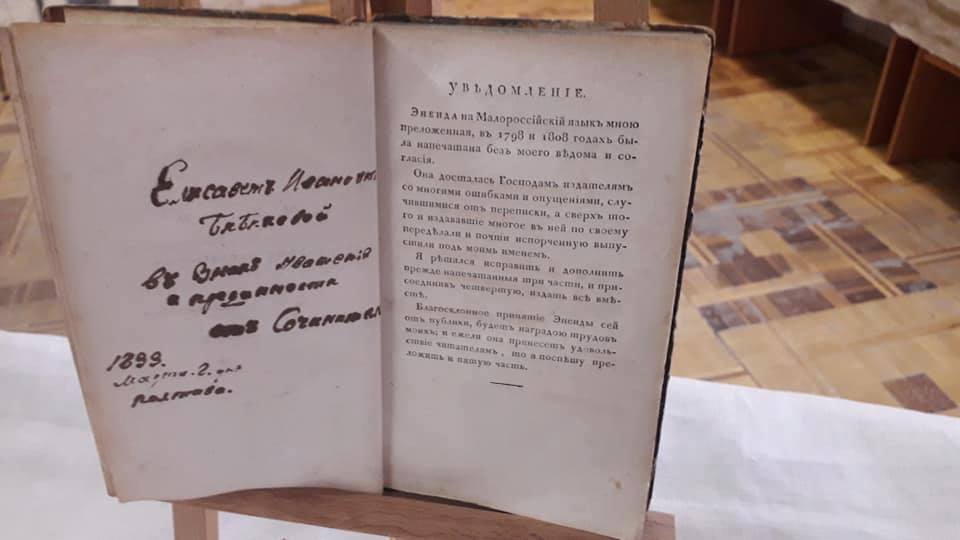 Елисаветъ Ивановн
Бибиковой
въ Знакъ Уваженія
и преданности
отъ Сочинител
Марта. 2. дня
Полтава.
УВѢДОМЛЕНІЕ.
Энеида на Малороссійскій языкъ мною
преложенная, въ 1798 и 1808 годахъ бы-
ла напечатана безъ моего вѣдома и со-
гласія.
Она досталась Господамъ издателямъ
со многими ошибками и опущеніями, слу-
чившимися отъ переписки, а сверхъ то-
го и издававшіе многое въ ней по своему
передѣлали и почти испорченную выпу-
стили подъ моимъ именемъ.
Я рѣшился исправить и дополнить
прежде напечатанныя три части, и при-
соединивъ четвертую, издать всѣ вмѣ-
стѣ.
Благосклонное принятіе Энеиды сей
отъ публики, будетъ наградою трудовъ
моихъ; и ежели она принесетъ удоволь-
ствіе читателямъ, то я поспѣшу пре-
ложить и пятую часть.